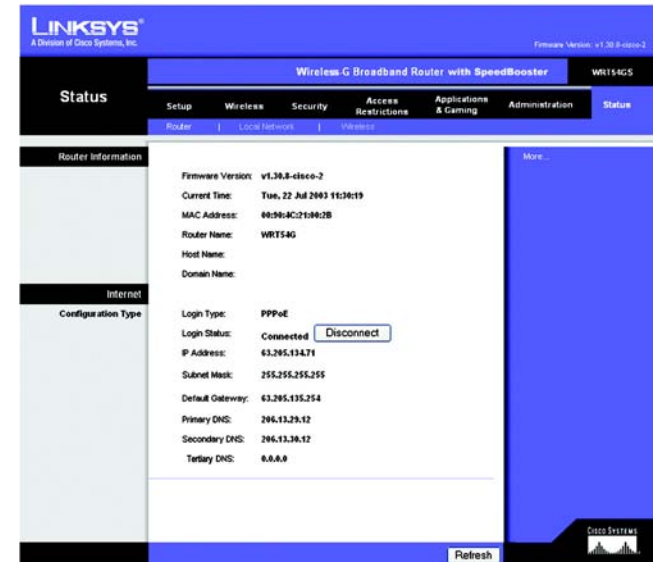 LINKSYS®
A Division of Cisco Systems, Inc.
Firmware Version: v1.30.8-cisco-2
Wireless-G Broadband Router with SpeedBooster WRT54GS
Status
Setup Wireless Security Access Restrictions Applications & Gaming Administration Status
Router | Local Network | Wireless
Router Information
More...
Firmware Version: v1.30.8-cisco-2
Current Time: Tue, 22 Jul 2003 11:30:19
MAC Address: 00:90:4C:21:00:2B
Router Name: WRT54G
Host Name:
Domain Name:
Internet
Configuration Type
Login Type: PPPoE
Login Status: Connected Disconnect
IP Address: 63.205.134.71
Subnet Mask: 255.255.255.255
Default Gateway: 63.205.135.254
Primary DNS: 206.13.29.12
Secondary DNS: 206.13.30.12
Tertiary DNS: 0.0.0.0
Refresh
CISCO SYSTEMS